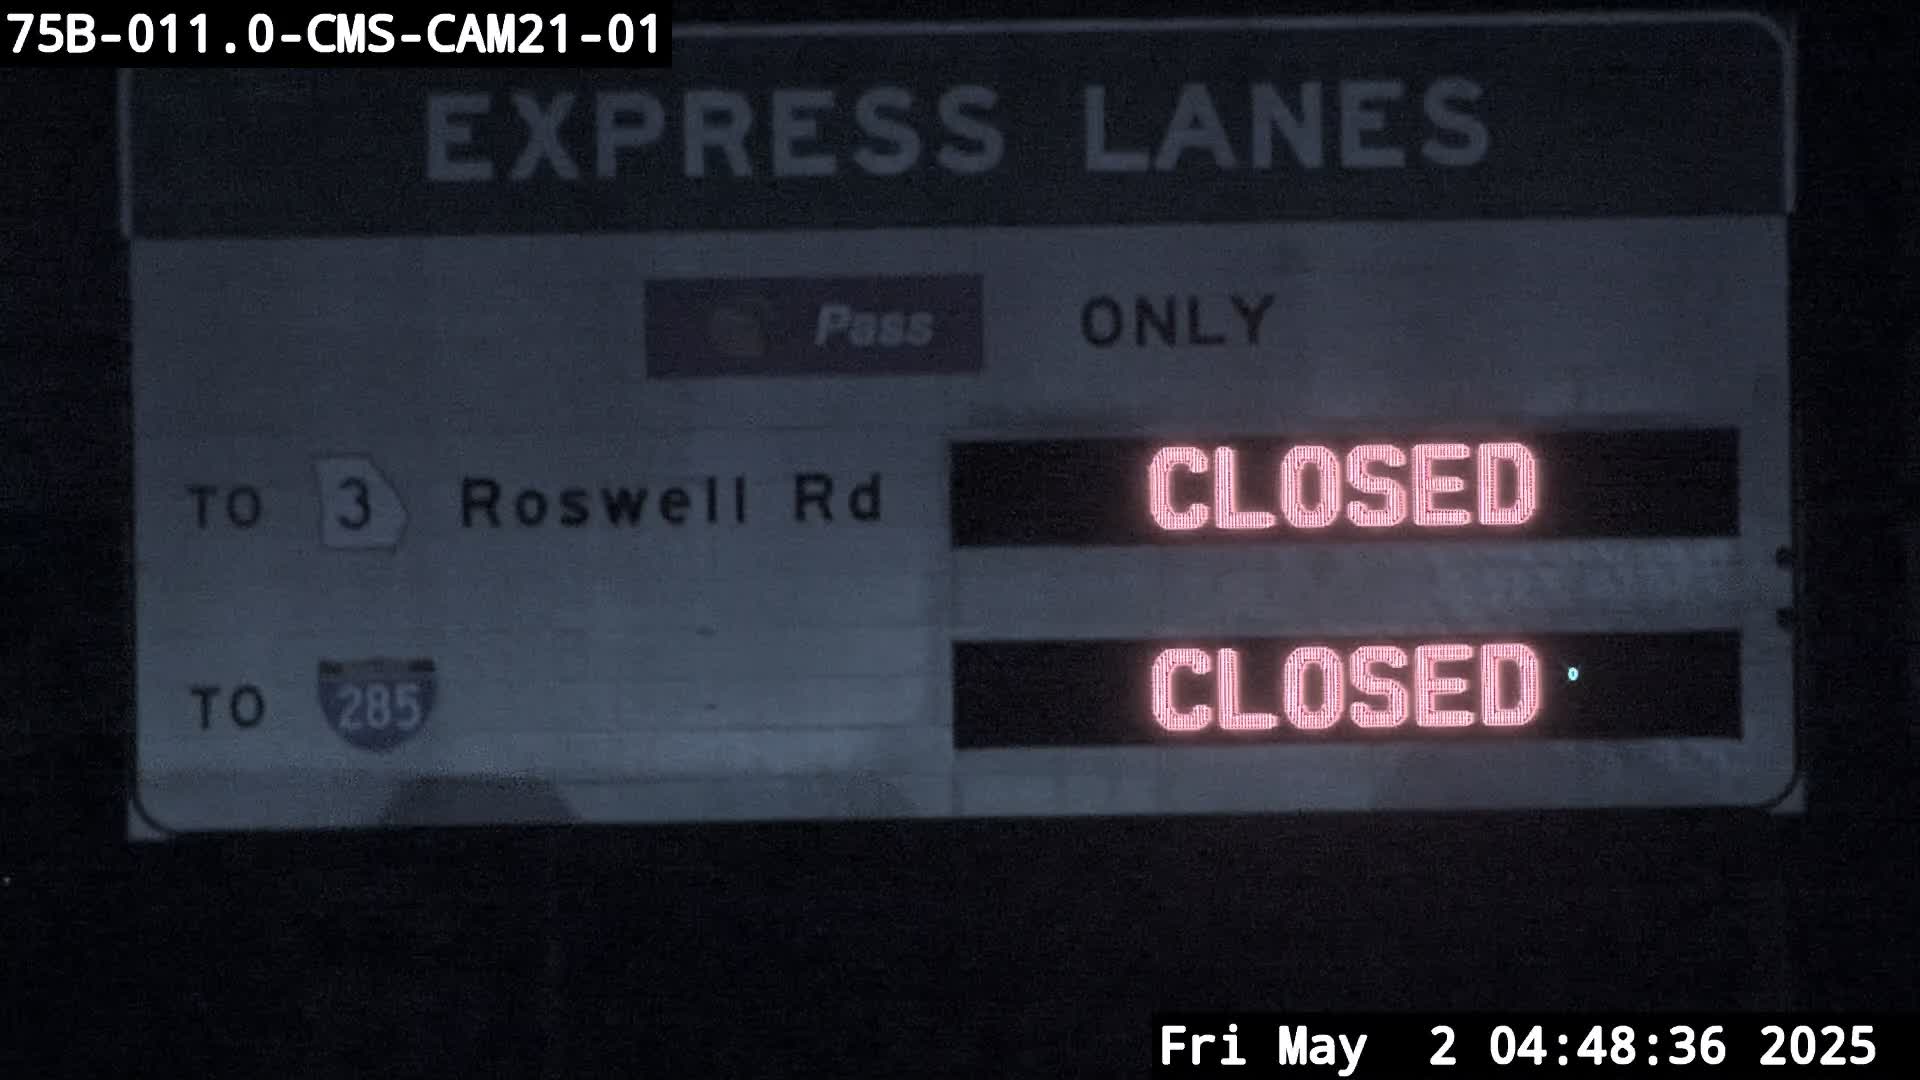 75B-011.0-CMS-CAM21-01
EXPRESS LANES
Pass ONLY
TO 3 Roswell Rd CLOSED
TO 285 CLOSED
Fri May 2 04:48:36 2025